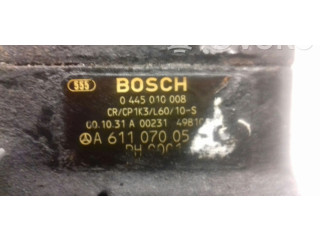 555
BOSCH
0 445 010 008
CR/CP1K3/L60/10-S
00.10.31 A 00231
A 611 070 05